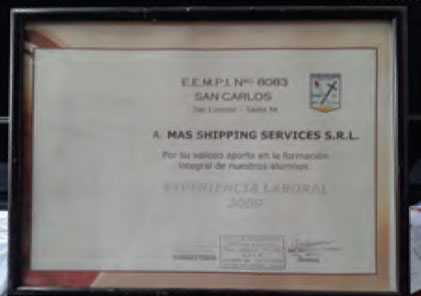 E.E.M.P.I. Nº 8083
SAN CARLOS
San Lorenzo - Santa Fe
A: MAS SHIPPING SERVICES S.R.L.
Por su valioso aporte en la formación
integral de nuestros alumnos.
EXPERIENCIA LABORAL
2009